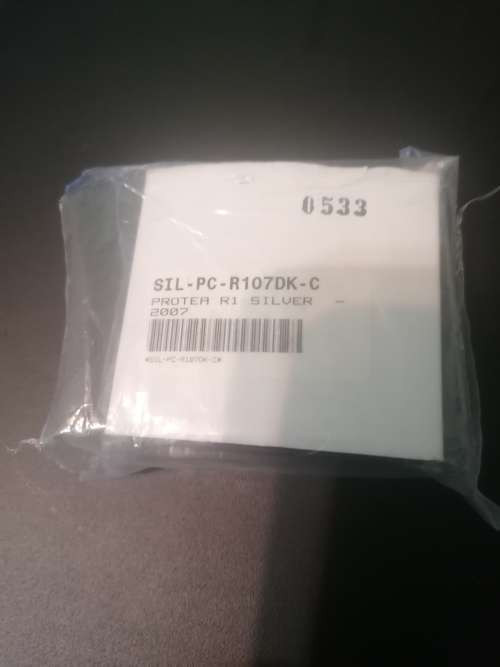 0533
SIL-PC-R107DK-C
PROTEA R1 SILVER -
2007
*SIL-PC-R107DK-C*